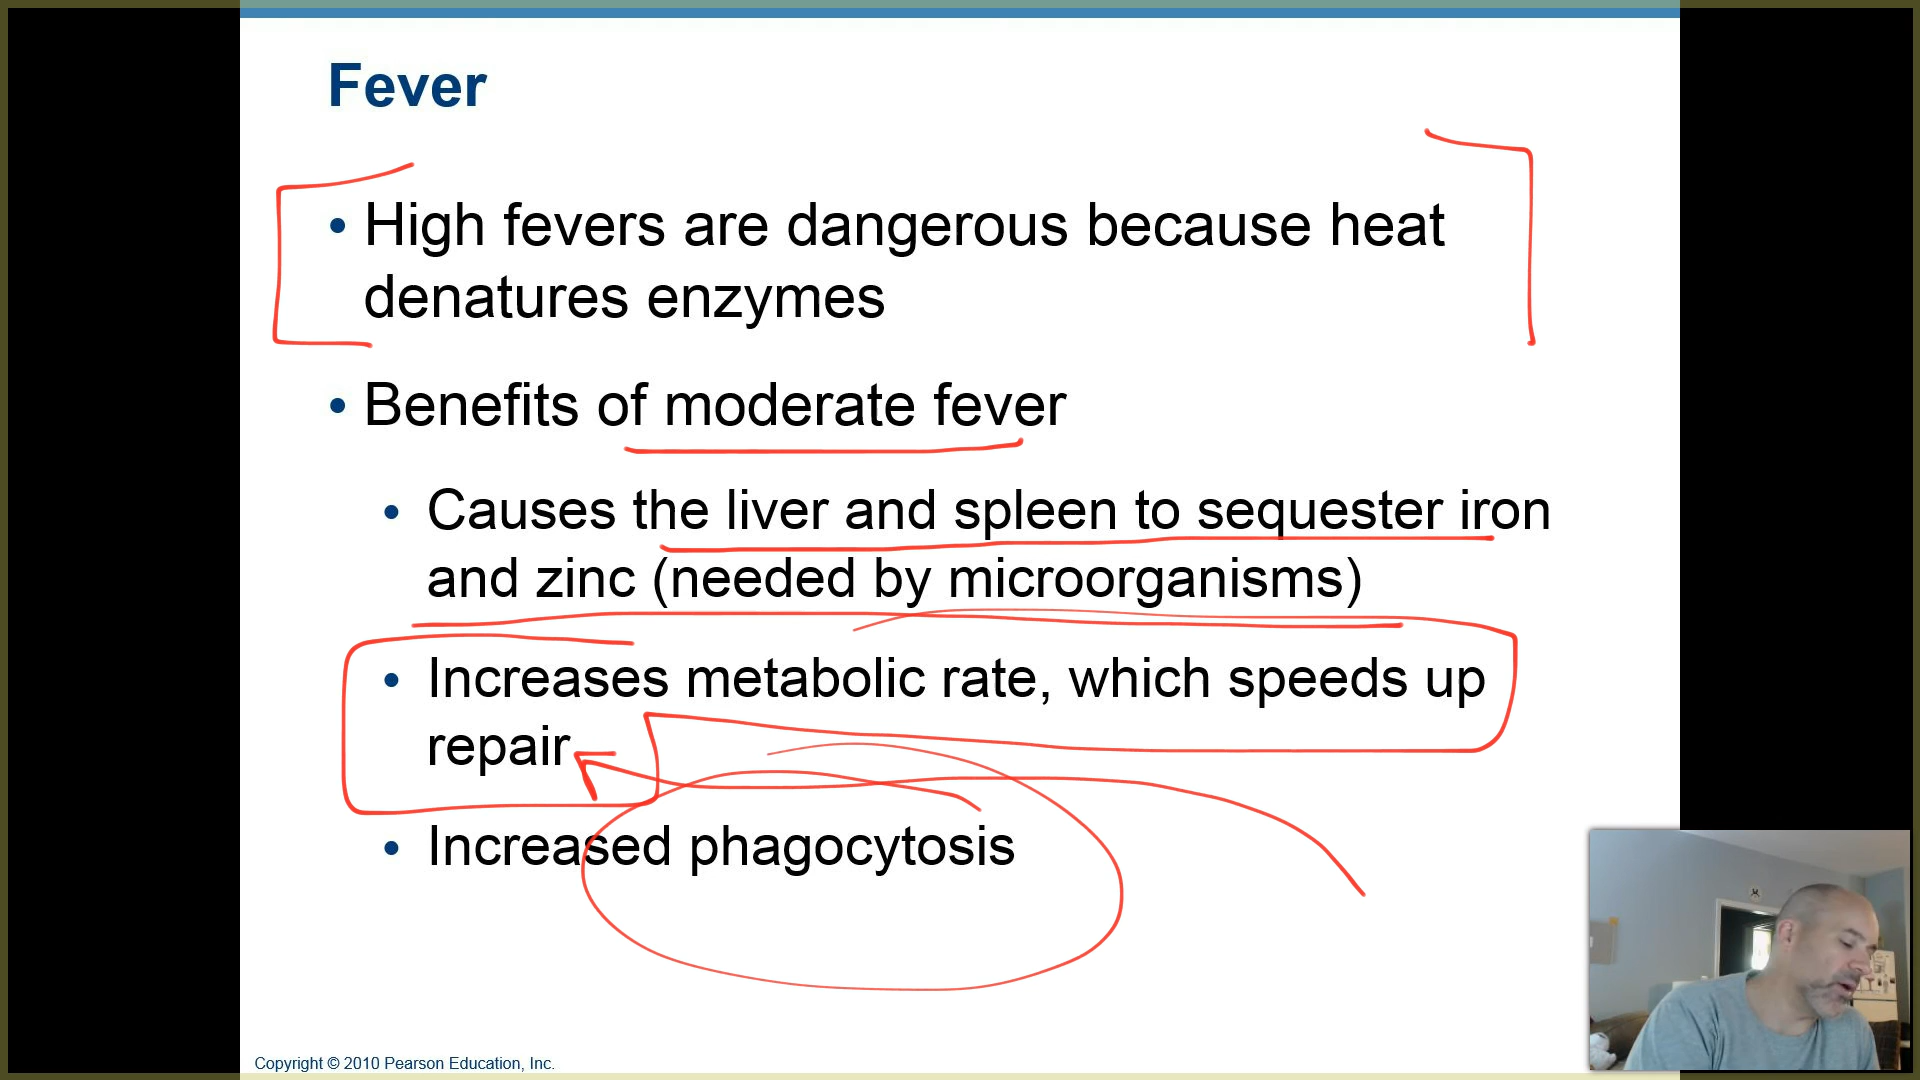 Fever
• High fevers are dangerous because heat
denatures enzymes
• Benefits of moderate fever
• Causes the liver and spleen to sequester iron
and zinc (needed by microorganisms)
• Increases metabolic rate, which speeds up
repair
• Increased phagocytosis
Copyright © 2010 Pearson Education, Inc.